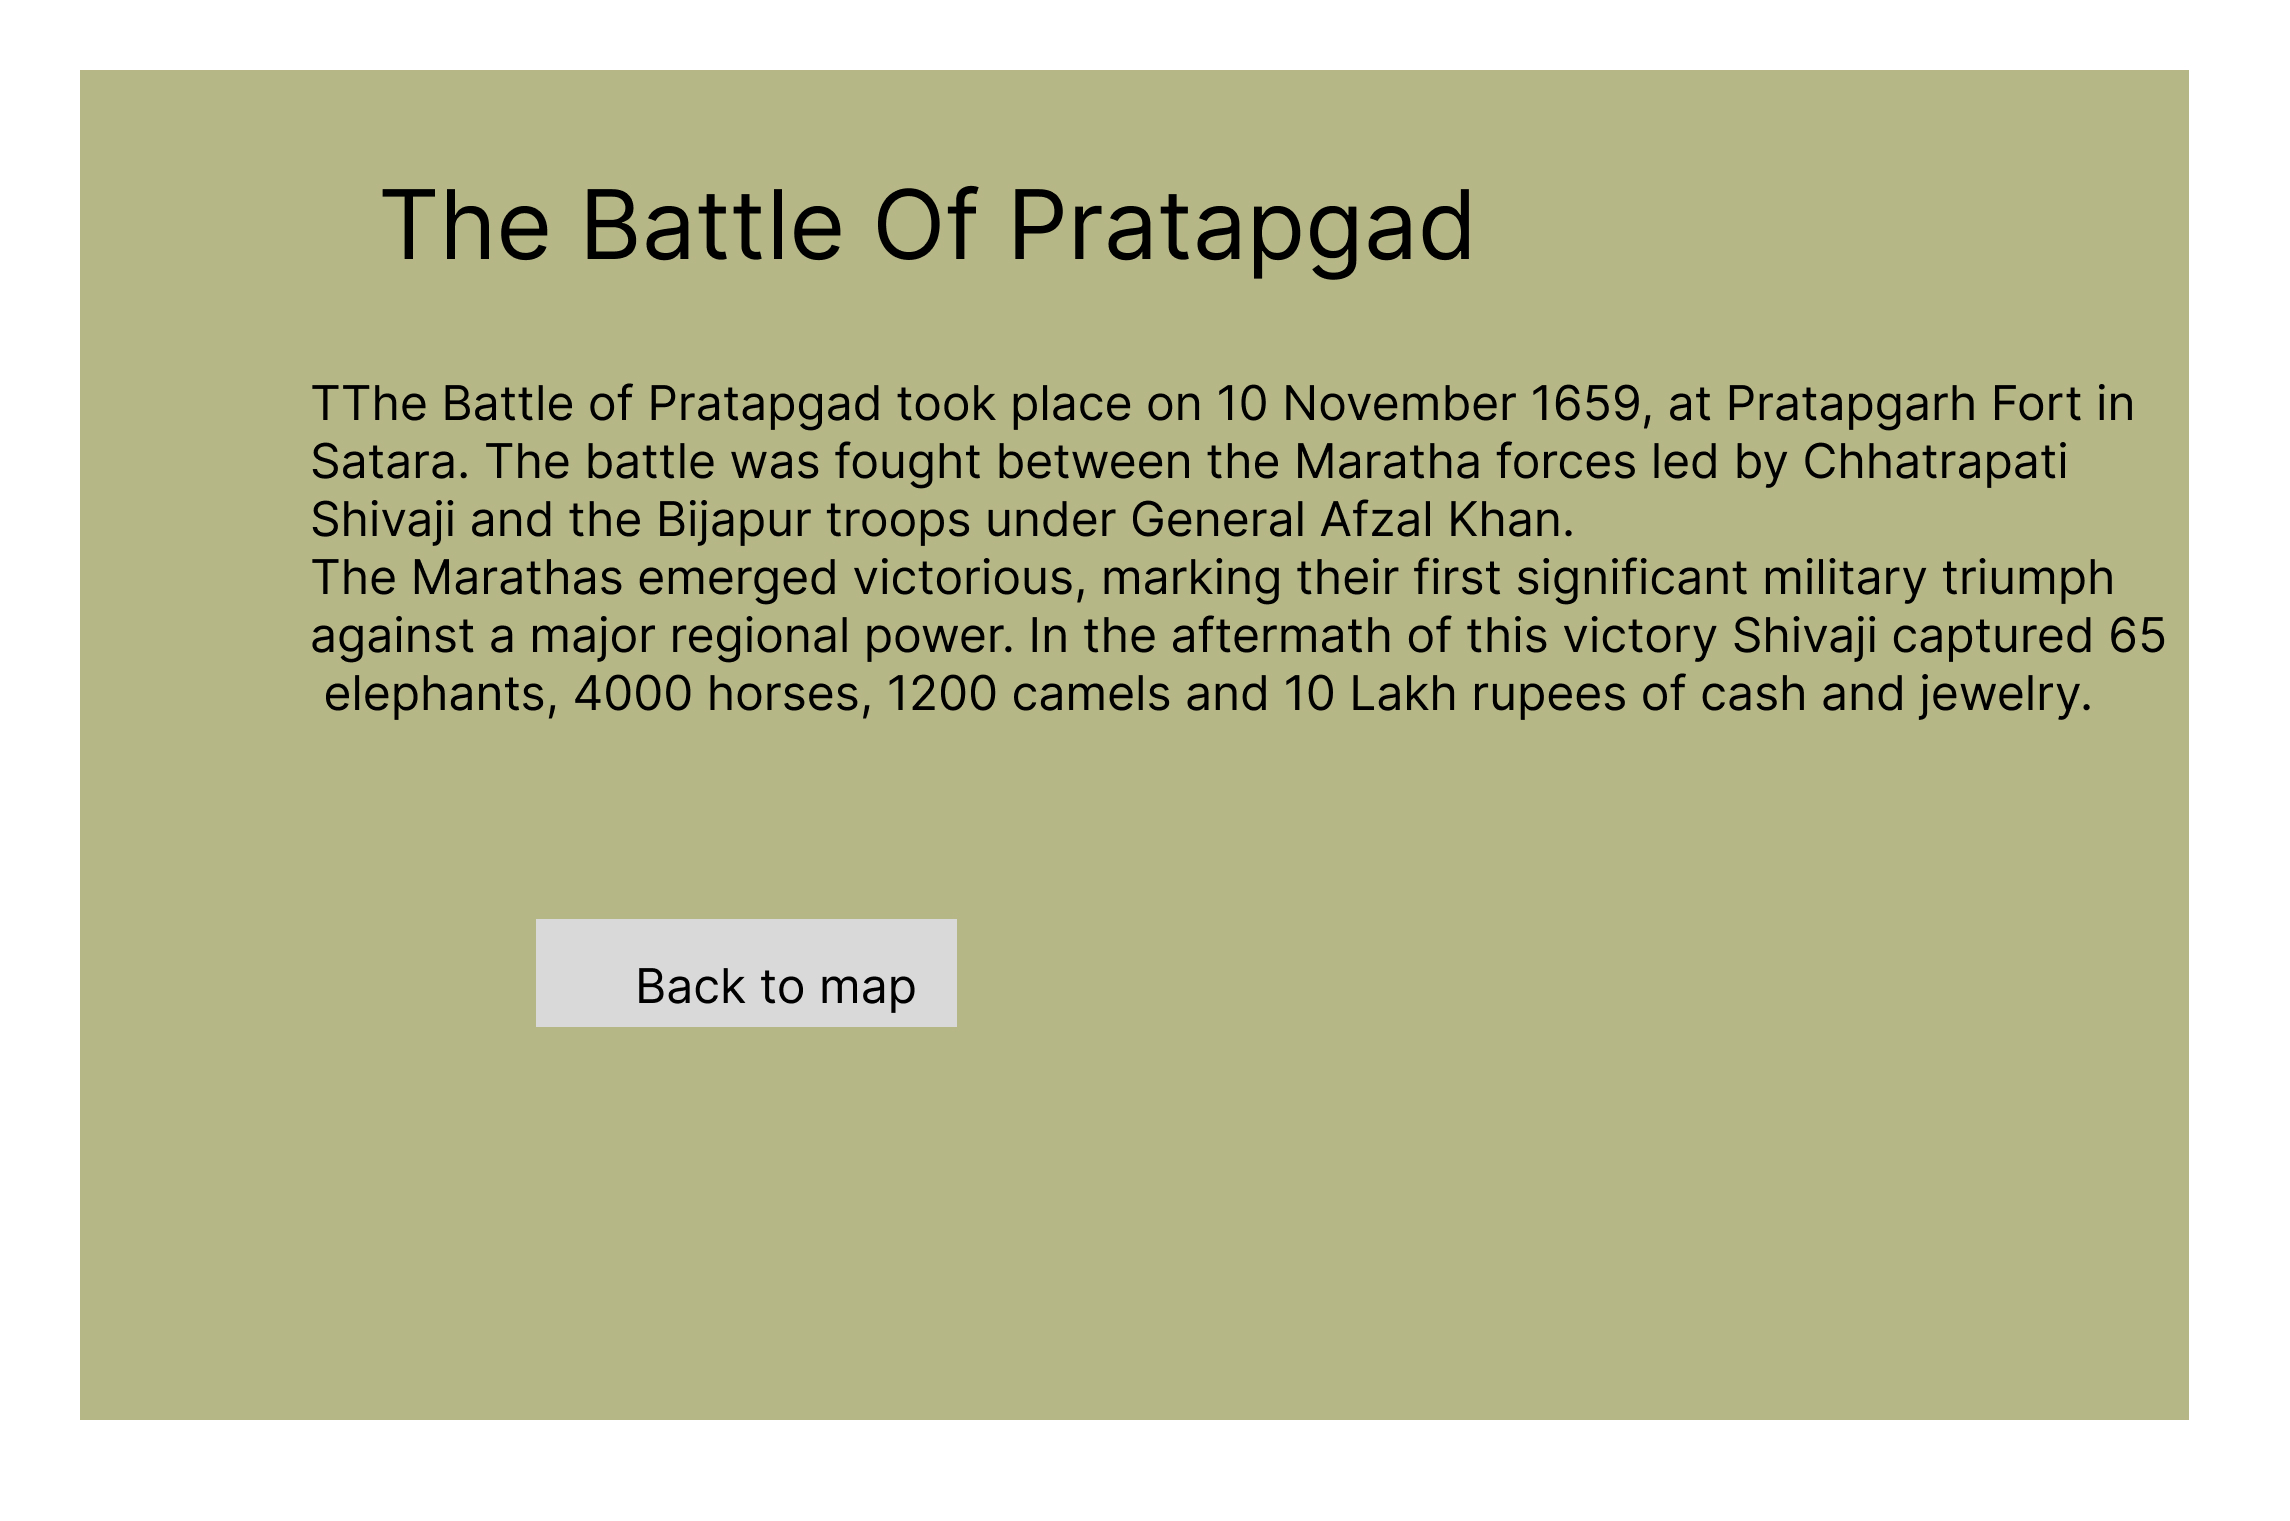 The Battle Of Pratapgad
TThe Battle of Pratapgad took place on 10 November 1659, at Pratapgarh Fort in
Satara. The battle was fought between the Maratha forces led by Chhatrapati
Shivaji and the Bijapur troops under General Afzal Khan.
The Marathas emerged victorious, marking their first significant military triumph
against a major regional power. In the aftermath of this victory Shivaji captured 65
elephants, 4000 horses, 1200 camels and 10 Lakh rupees of cash and jewelry.
Back to map